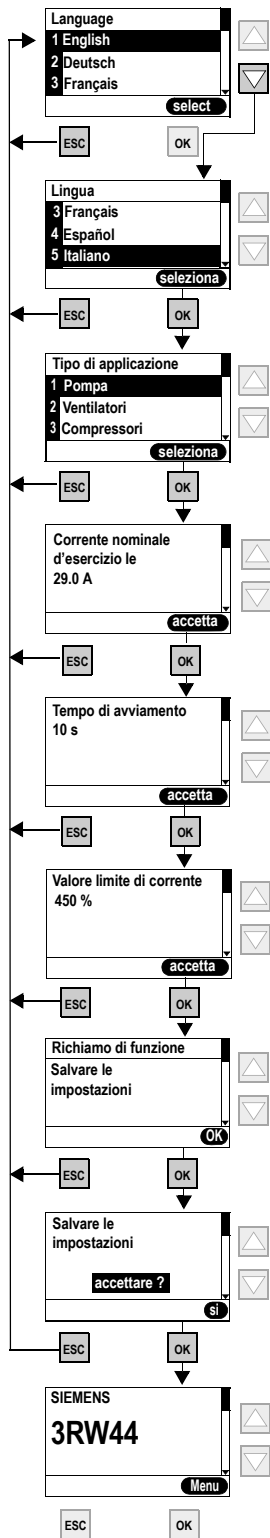 Language
1 English
2 Deutsch
3 Français
select
ESC
OK
Lingua
3 Français
4 Español
5 Italiano
seleziona
ESC
OK
Tipo di applicazione
1 Pompa
2 Ventilatori
3 Compressori
seleziona
ESC
OK
Corrente nominale
d'esercizio Ie
29.0 A
accetta
ESC
OK
Tempo di avviamento
10 s
accetta
ESC
OK
Valore limite di corrente
450 %
accetta
ESC
OK
Richiamo di funzione
Salvare le
impostazioni
OK
ESC
OK
Salvare le
impostazioni
accettare ?
si
ESC
OK
SIEMENS
3RW44
Menu
ESC
OK